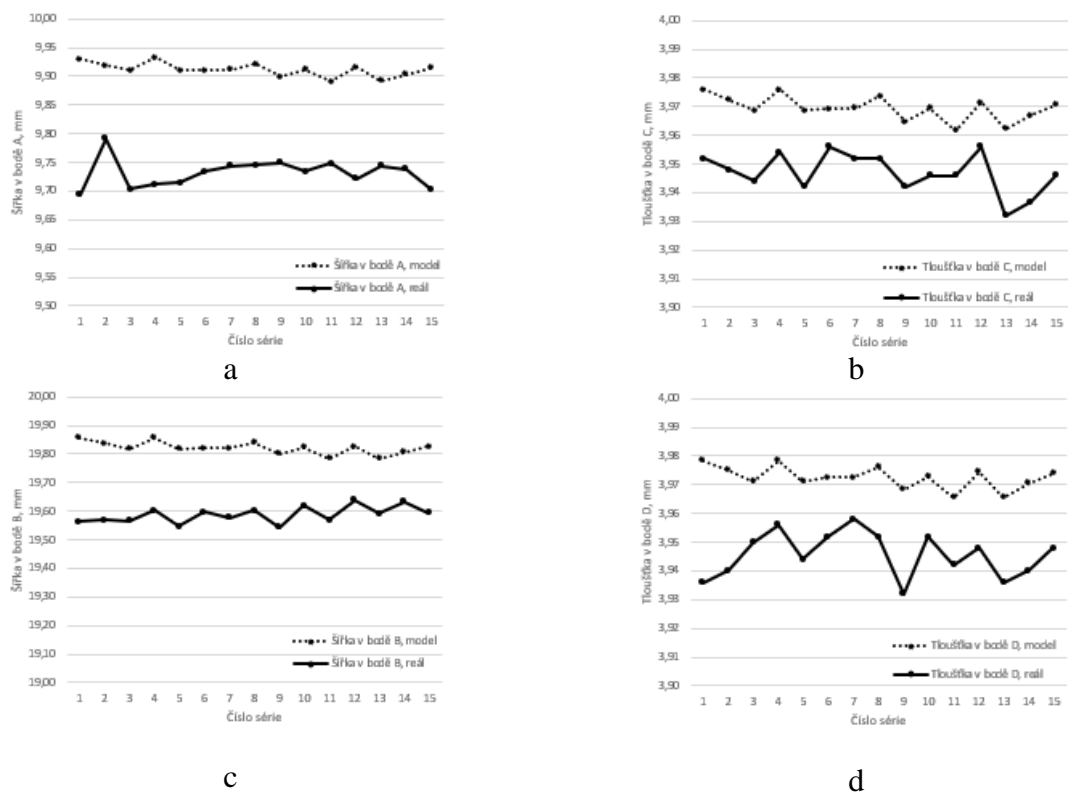 10,00
9,95
9,90
9,85
9,80
9,75
9,70
9,65
9,60
9,55
9,50
Šířka v bodě A, mm
Šířka v bodě A, model
Šířka v bodě A, reál
1 2 3 4 5 6 7 8 9 10 11 12 13 14 15
Číslo série
a
4,00
3,99
3,98
3,97
3,96
3,95
3,94
3,93
3,92
3,91
3,90
Tloušťka v bodě C, mm
Tloušťka v bodě C, model
Tloušťka v bodě C, reál
1 2 3 4 5 6 7 8 9 10 11 12 13 14 15
Číslo série
b
20,00
19,90
19,80
19,70
19,60
19,50
19,40
19,30
19,20
19,10
19,00
Šířka v bodě B, mm
Šířka v bodě B, model
Šířka v bodě B, reál
1 2 3 4 5 6 7 8 9 10 11 12 13 14 15
Číslo série
c
4,00
3,99
3,98
3,97
3,96
3,95
3,94
3,93
3,92
3,91
3,90
Tloušťka v bodě D, mm
Tloušťka v bodě D, model
Tloušťka v bodě D, reál
1 2 3 4 5 6 7 8 9 10 11 12 13 14 15
Číslo série
d